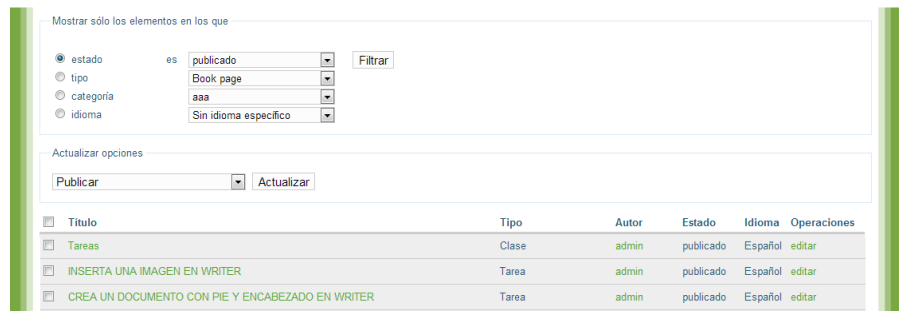 Mostrar sólo los elementos en los que
estado es publicado Filtrar
tipo Book page
categoría aaa
idioma Sin idioma específico
Actualizar opciones
Publicar Actualizar
Título Tipo Autor Estado Idioma Operaciones
Tareas Clase admin publicado Español editar
INSERTA UNA IMAGEN EN WRITER Tarea admin publicado Español editar
CREA UN DOCUMENTO CON PIE Y ENCABEZADO EN WRITER Tarea admin publicado Español editar